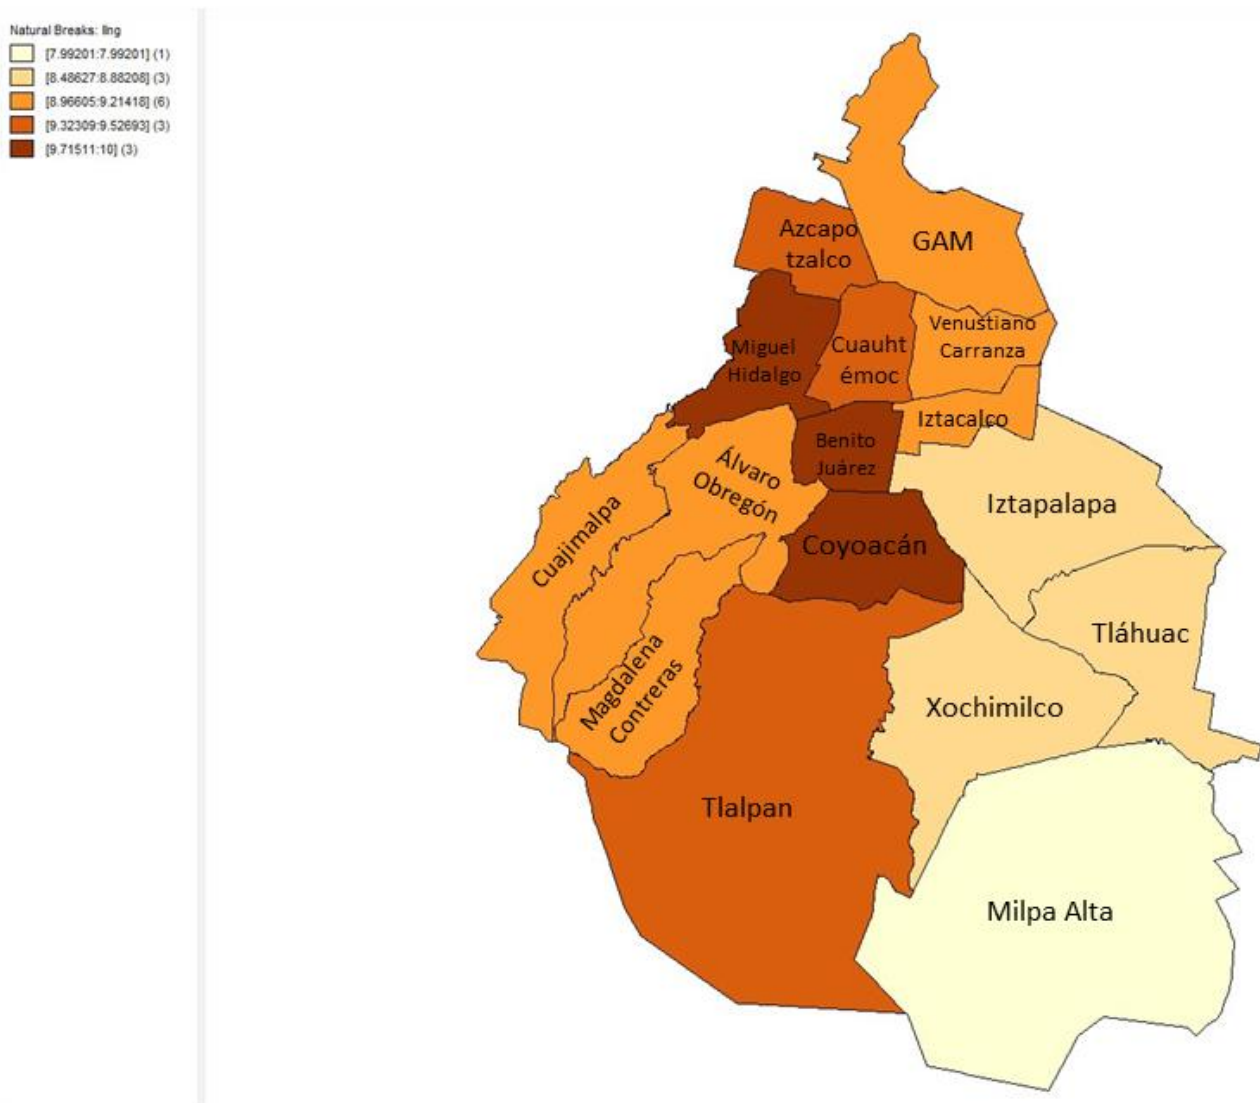 Natural Breaks: Ilng
[7.99201:7.99201] (1)
[8.48627:8.88208] (3)
[8.96605:9.21418] (6)
[9.32309:9.52693] (3)
[9.71511:10] (3)
Azcapo
tzalco
GAM
Miguel
Hidalgo
Cuauht
émoc
Venustiano
Carranza
Iztacalco
Benito
Juárez
Álvaro
Obregón
Cuajimalpa
Iztapalapa
Coyoacán
Tláhuac
Magdalena
Contreras
Xochimilco
Tlalpan
Milpa Alta